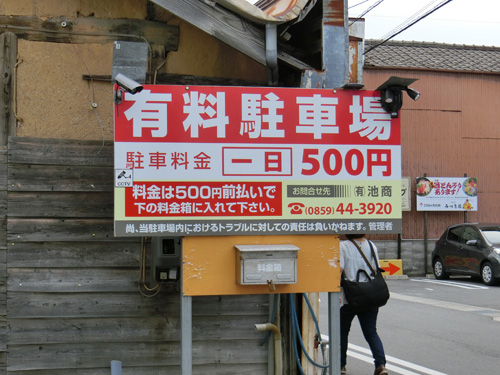 有料駐車場
駐車料金 一日 500円
CCTV
料金は500円前払いで
下の料金箱に入れて下さい。
お問合せ先 (有)池商
☎(0859)44-3920
尚、当駐車場内におけるトラブルに対しての責任は負いかねます。管理者
料金箱